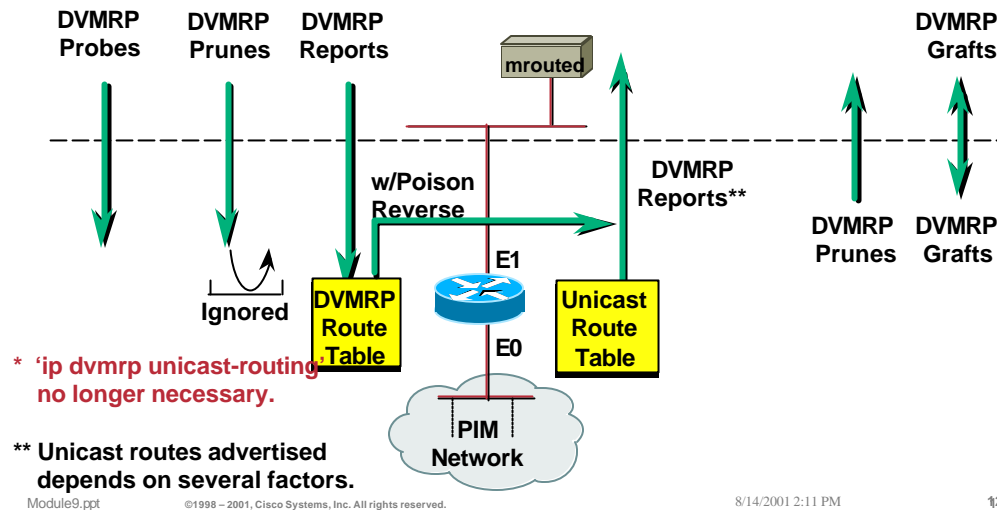 DVMRP
Probes
DVMRP
Prunes
DVMRP
Reports
mrouted
DVMRP
Grafts
w/Poison
Reverse
DVMRP
Reports**
DVMRP
Prunes
DVMRP
Grafts
Ignored
DVMRP
Route
Table
E1
E0
Unicast
Route
Table
PIM
Network
* ‘ip dvmrp unicast-routing’
no longer necessary.
** Unicast routes advertised
depends on several factors.
Module9.ppt
©1998 – 2001, Cisco Systems, Inc. All rights reserved.
8/14/2001 2:11 PM